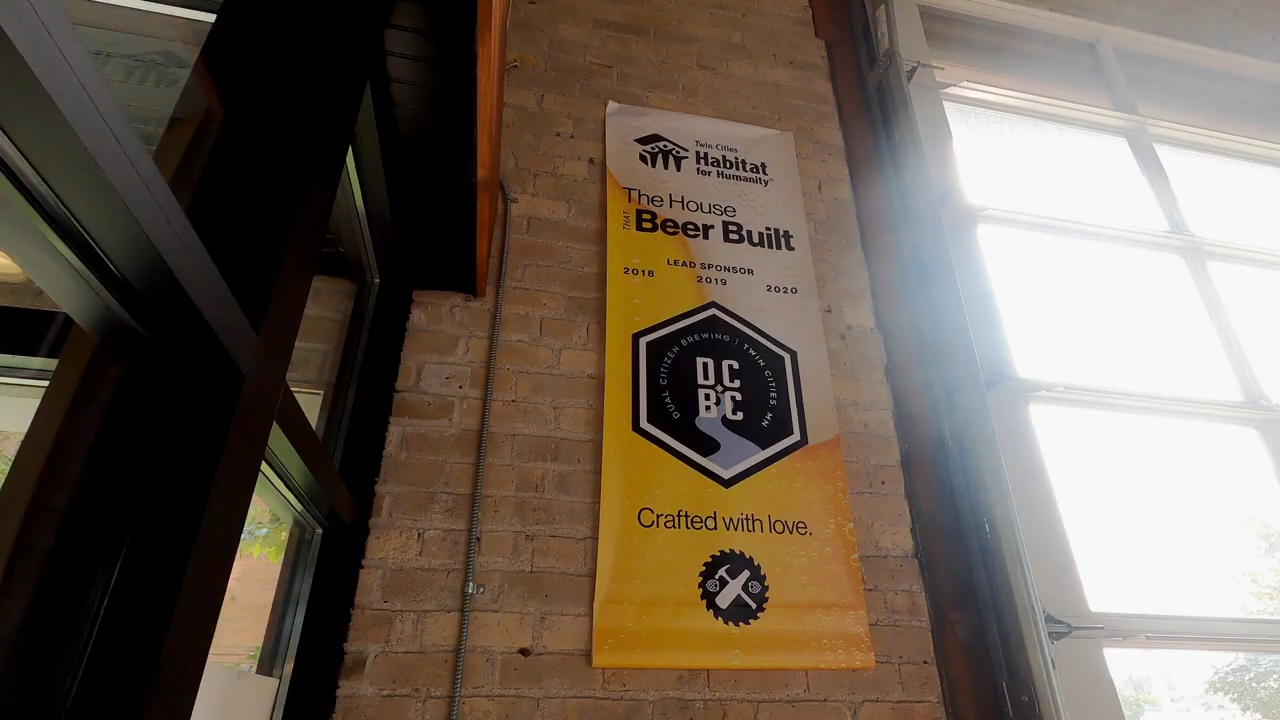 Twin Cities
Habitat
for Humanity®
The House
THAT Beer Built
LEAD SPONSOR
2018 2019 2020
DUAL CITIZEN BREWING | TWIN CITIES, MN
DC
BC
Crafted with love.